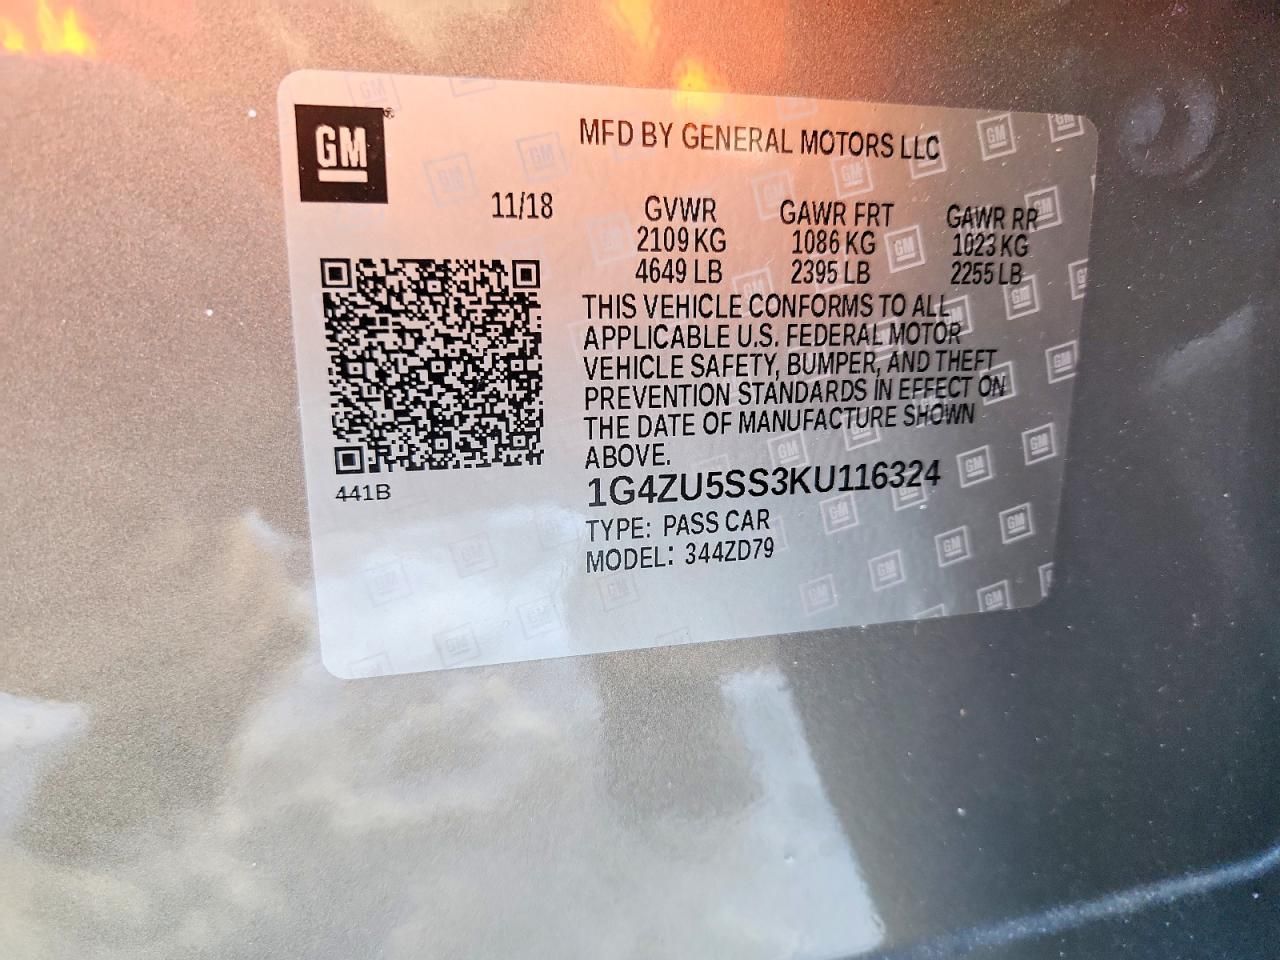 GM
MFD BY GENERAL MOTORS LLC
11/18 GVWR GAWR FRT GAWR RR
2109 KG 1086 KG 1023 KG
4649 LB 2395 LB 2255 LB
THIS VEHICLE CONFORMS TO ALL
APPLICABLE U.S. FEDERAL MOTOR
VEHICLE SAFETY, BUMPER, AND THEFT
PREVENTION STANDARDS IN EFFECT ON
THE DATE OF MANUFACTURE SHOWN
ABOVE.
441B
1G4ZU5SS3KU116324
TYPE: PASS CAR
MODEL: 344ZD79